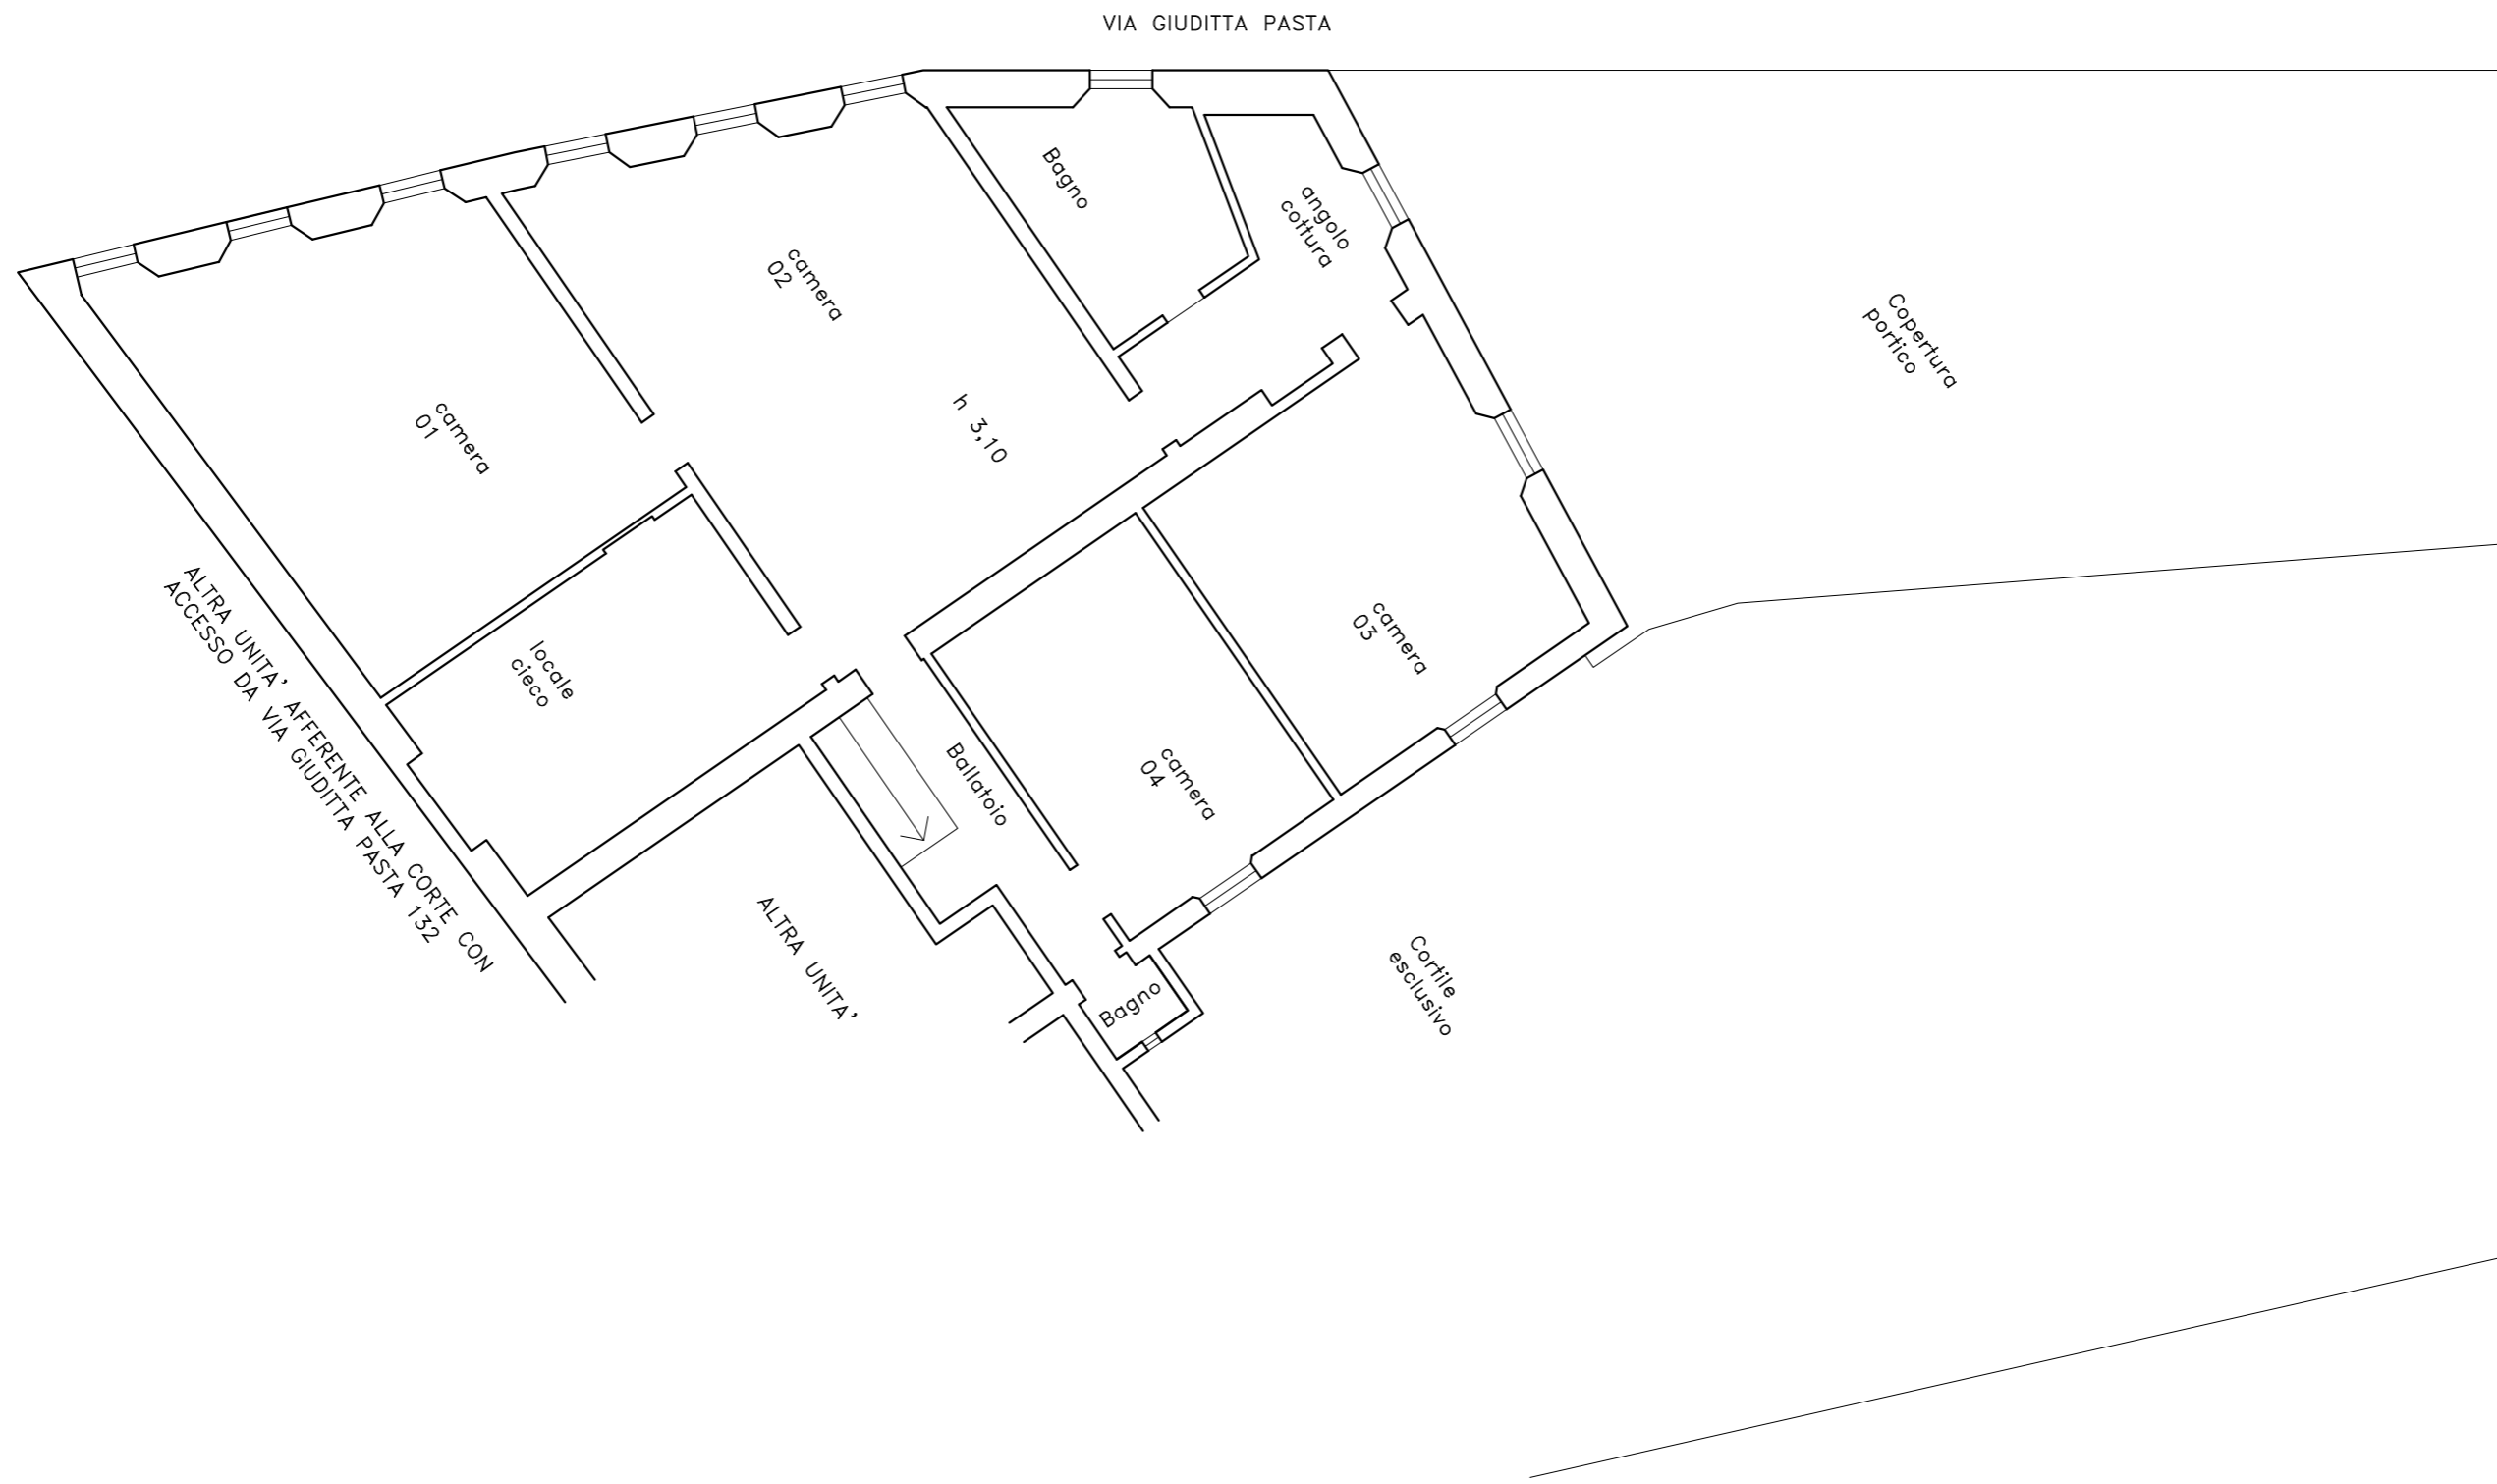 VIA GIUDITTA PASTA
Bagno
angolo
cottura
camera
02
Copertura
portico
camera
01
h 3,10
ALTRA UNITA' AFFERENTE ALLA CORTE CON
ACCESSO DA VIA GIUDITTA PASTA 132
locale
cieco
camera
03
Ballatoio
camera
04
ALTRA UNITA'
Bagno
Cortile
esclusivo